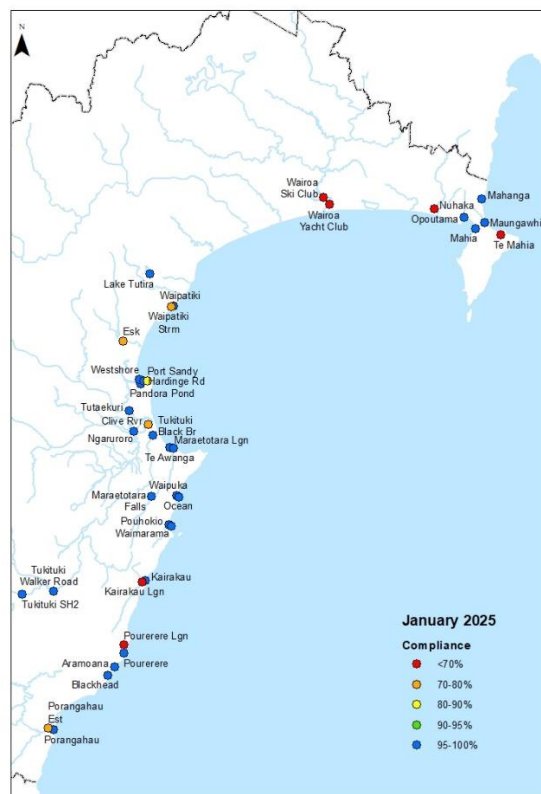 N
Wairoa
Ski Club
Wairoa
Yacht Club
Mahanga
Nuhaka
Opoutama
Maungawhi
Mahia
Te Mahia
Lake Tutira
Waipatiki
Waipatiki
Strm
Esk
Westshore
Port Sandy
Hardinge Rd
Pandora Pond
Tutaekuri
Clive Rvr
Tukituki
Black Br
Ngaruroro
Maraetotara Lgn
Te Awanga
Waipuka
Maraetotara
Falls
Ocean
Pouhokio
Waimarama
Tukituki
Walker Road
Tukituki SH2
Kairakau
Kairakau Lgn
Pourerere Lgn
Aramoana
Pourerere
Blackhead
Porangahau
Est
Porangahau
January 2025
Compliance
<70%
70-80%
80-90%
90-95%
95-100%